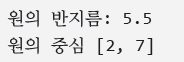 원의 반지름: 5.5
원의 중심 [2, 7]